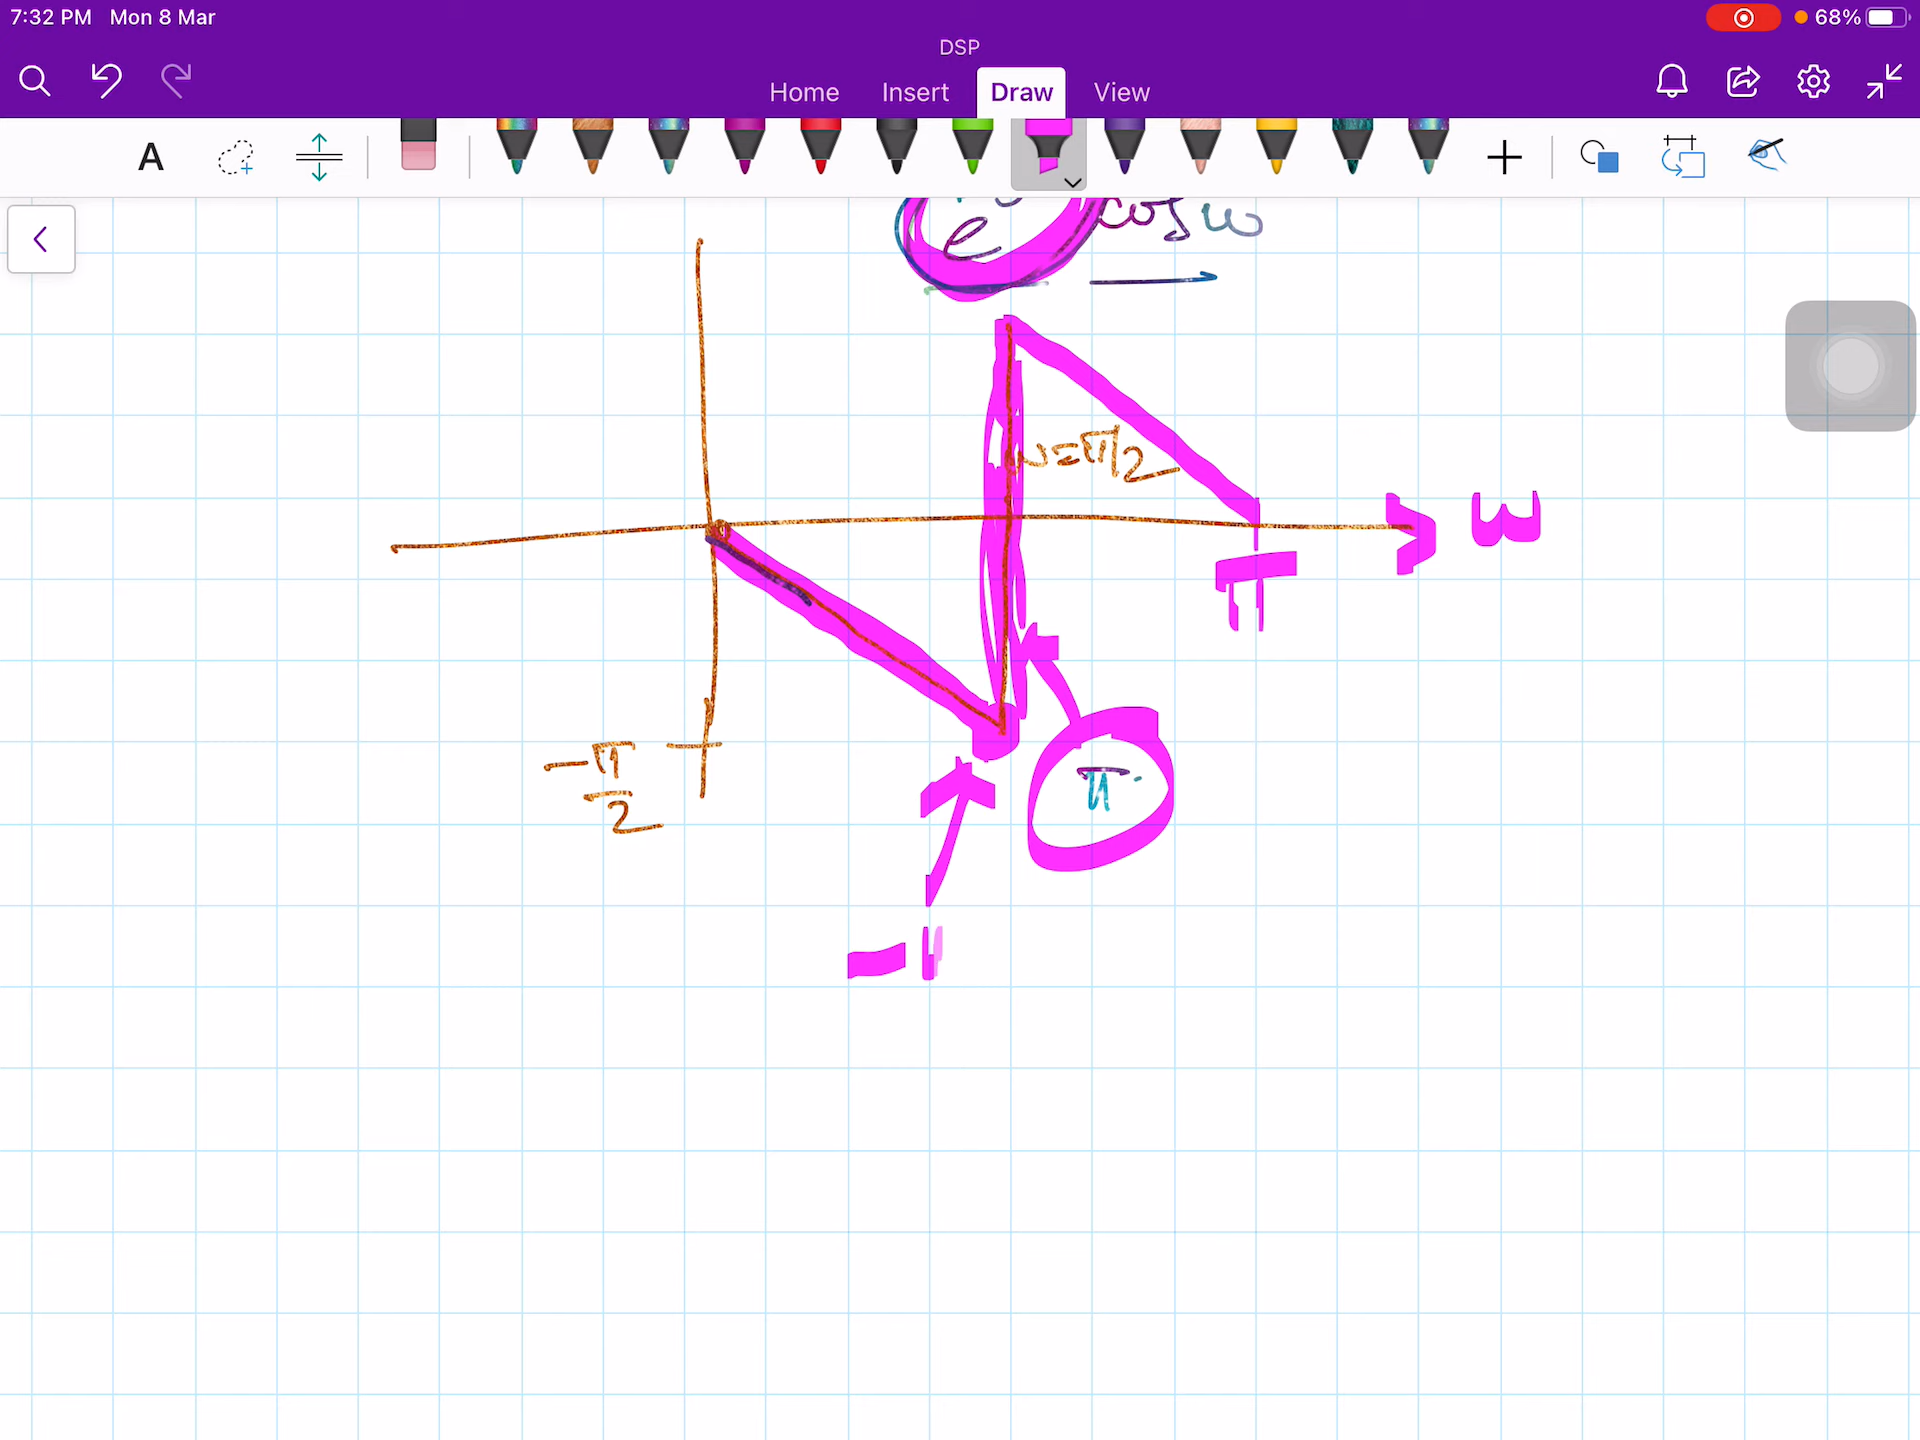 7:32 PM Mon 8 Mar
68%
DSP
Home Insert Draw View
A
e cos ω
ω = π/2
ω
π
-π/2
π